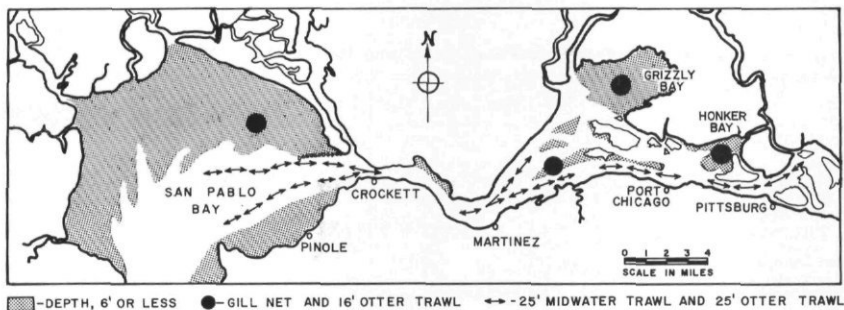 N
GRIZZLY
BAY
HONKER
BAY
SAN PABLO
BAY
CROCKETT
PORT
CHICAGO
PITTSBURG
PINOLE
MARTINEZ
0 1 2 3 4
SCALE IN MILES
-DEPTH, 6' OR LESS -GILL NET AND 16' OTTER TRAWL -25' MIDWATER TRAWL AND 25' OTTER TRAWL